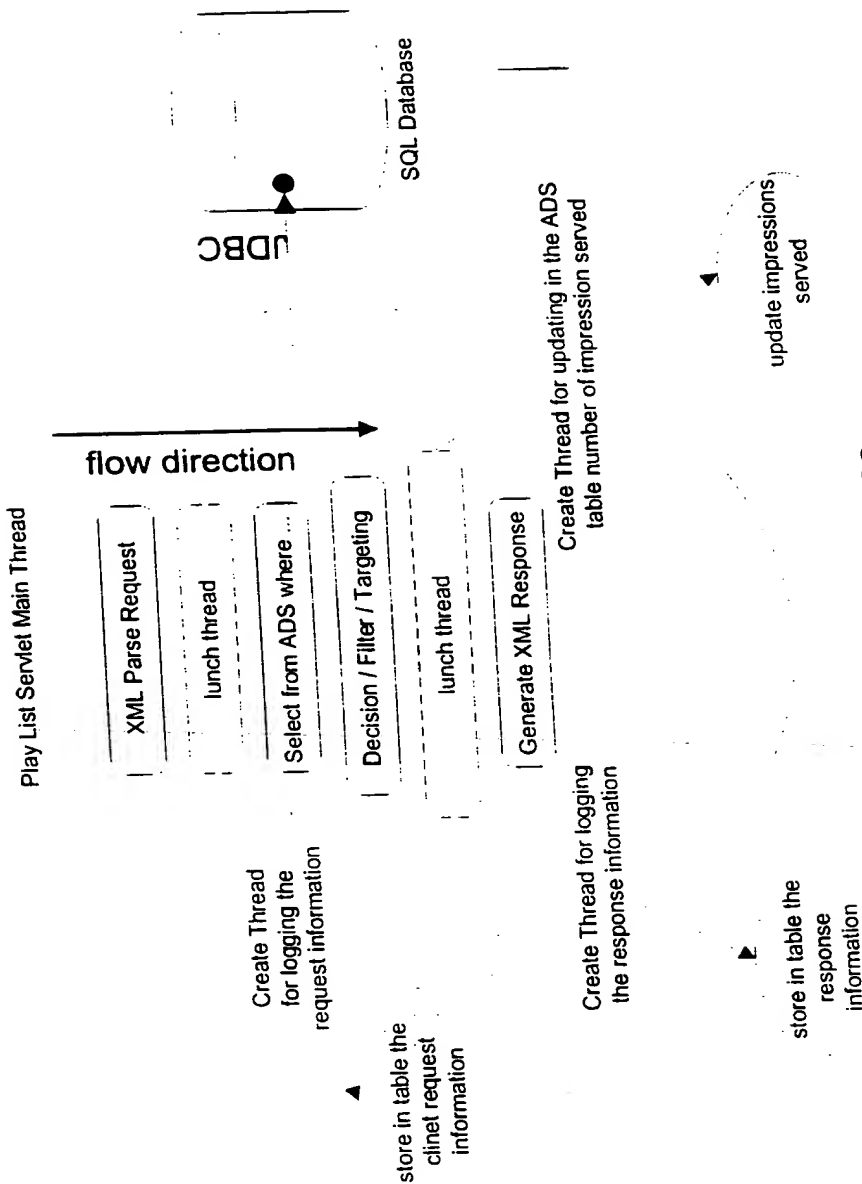 Play List Servlet Main Thread
XML Parse Request
lunch thread
Select from ADS where ...
Decision / Filter / Targeting
lunch thread
Generate XML Response
flow direction
JDBC
SQL Database
Create Thread
for logging the
request information
store in table the
clinet request
information
Create Thread for logging
the response information
store in table the
response
information
Create Thread for updating in the ADS
table number of impression served
update impressions
served